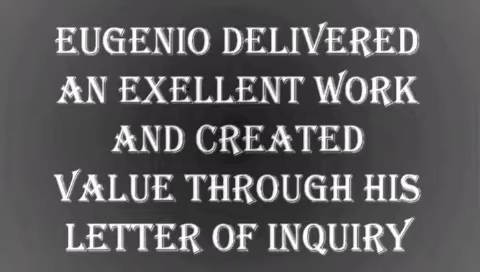 EUGENIO DELIVERED
AN EXELLENT WORK
AND CREATED
VALUE THROUGH HIS
LETTER OF INQUIRY